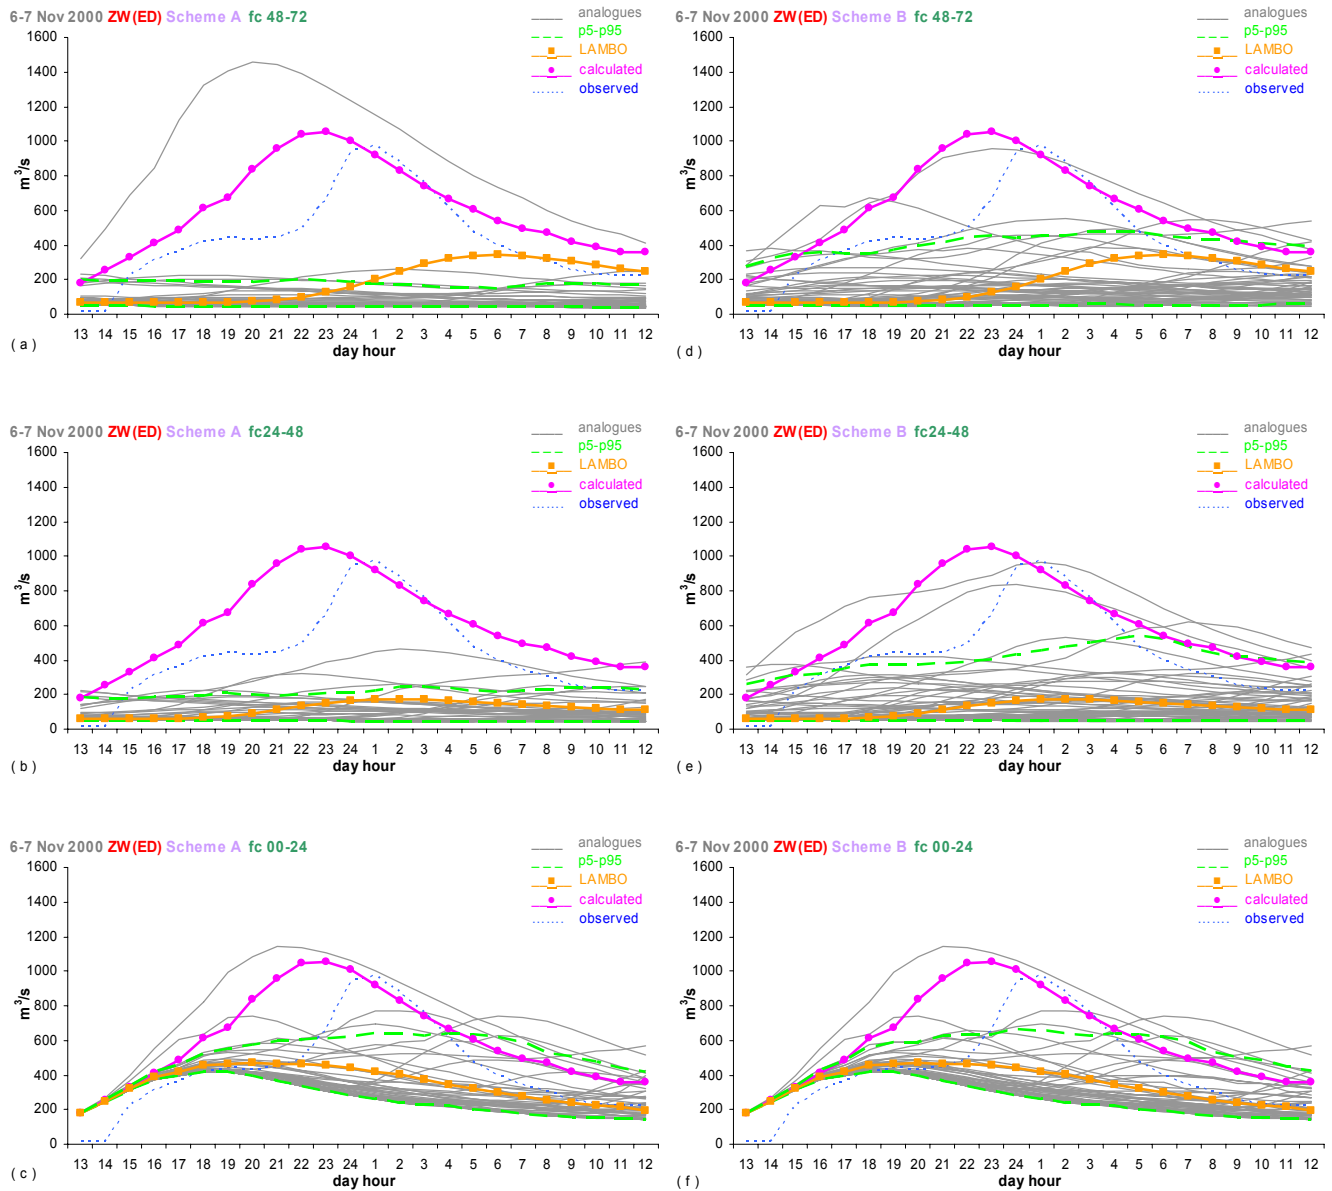 6-7 Nov 2000 ZW(ED) Scheme A fc 48-72
analogues
p5-p95
LAMBO
calculated
observed
1600
1400
1200
1000
800
600
400
200
0
m³/s
13 14 15 16 17 18 19 20 21 22 23 24 1 2 3 4 5 6 7 8 9 10 11 12
day hour
( a )
6-7 Nov 2000 ZW(ED) Scheme B fc 48-72
analogues
p5-p95
LAMBO
calculated
observed
1600
1400
1200
1000
800
600
400
200
0
m³/s
13 14 15 16 17 18 19 20 21 22 23 24 1 2 3 4 5 6 7 8 9 10 11 12
day hour
( d )
6-7 Nov 2000 ZW(ED) Scheme A fc24-48
analogues
p5-p95
LAMBO
calculated
observed
1600
1400
1200
1000
800
600
400
200
0
m³/s
13 14 15 16 17 18 19 20 21 22 23 24 1 2 3 4 5 6 7 8 9 10 11 12
day hour
( b )
6-7 Nov 2000 ZW(ED) Scheme B fc24-48
analogues
p5-p95
LAMBO
calculated
observed
1600
1400
1200
1000
800
600
400
200
0
m³/s
13 14 15 16 17 18 19 20 21 22 23 24 1 2 3 4 5 6 7 8 9 10 11 12
day hour
( e )
6-7 Nov 2000 ZW(ED) Scheme A fc 00-24
analogues
p5-p95
LAMBO
calculated
observed
1600
1400
1200
1000
800
600
400
200
0
m³/s
13 14 15 16 17 18 19 20 21 22 23 24 1 2 3 4 5 6 7 8 9 10 11 12
day hour
( c )
6-7 Nov 2000 ZW(ED) Scheme B fc 00-24
analogues
p5-p95
LAMBO
calculated
observed
1600
1400
1200
1000
800
600
400
200
0
m³/s
13 14 15 16 17 18 19 20 21 22 23 24 1 2 3 4 5 6 7 8 9 10 11 12
day hour
( f )